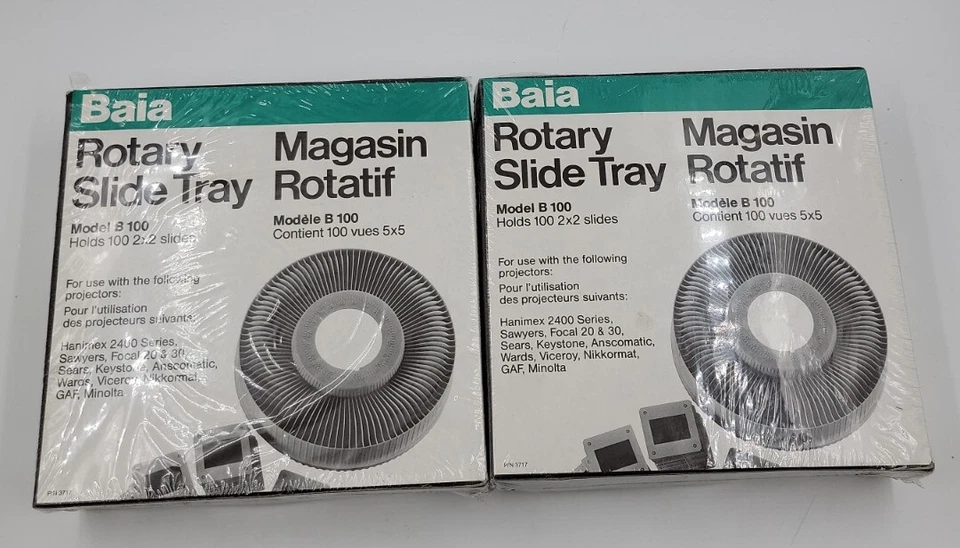 Baia
Rotary
Slide Tray
Magasin
Rotatif
Model B 100
Holds 100 2x2 slides
Modèle B 100
Contient 100 vues 5x5
For use with the following
projectors:
Pour l'utilisation
des projecteurs suivants:
Hanimex 2400 Series,
Sawyers, Focal 20 & 30,
Sears, Keystone, Anscomatic,
Wards, Viceroy, Nikkormat,
GAF, Minolta
P/N 3717
Baia
Rotary
Slide Tray
Magasin
Rotatif
Model B 100
Holds 100 2x2 slides
Modèle B 100
Contient 100 vues 5x5
For use with the following
projectors:
Pour l'utilisation
des projecteurs suivants:
Hanimex 2400 Series,
Sawyers, Focal 20 & 30,
Sears, Keystone, Anscomatic,
Wards, Viceroy, Nikkormat,
GAF, Minolta
P/N 3717